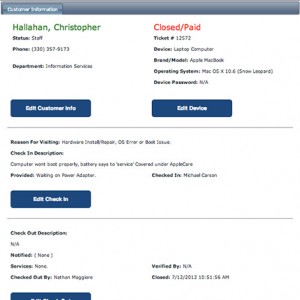 Customer Information
Hallahan, Christopher
Status: Staff
Phone: (330) 357-9173
Department: Information Services
Closed/Paid
Ticket # 12572
Device: Laptop Computer
Brand/Model: Apple MacBook
Operating System: Mac OS X 10.6 (Snow Leopard)
Device Password: N/A
Edit Customer Info
Edit Device
Reason For Visiting: Hardware Install/Repair, OS Error or Boot Issue.
Check In Description:
Computer wont boot properly, battery says to 'service' Covered under AppleCare
Provided: Waiting on Power Adapter.
Checked In: Michael Carson
Edit Check In
Check Out Description:
N/A
Notified: ( None )
Services: None.
Verified By: N/A
Checked Out By: Nathan Maggiore
Closed: 7/12/2012 10:51:56 AM
Edit Check Out